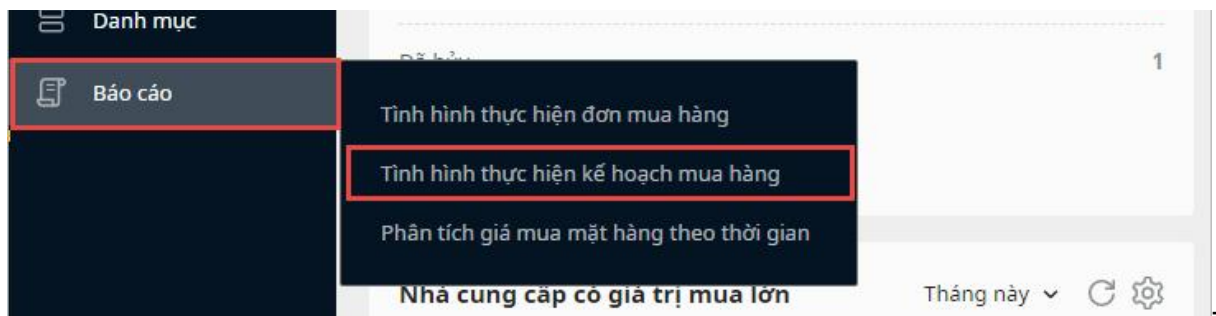 Danh mục
1
Báo cáo
Tình hình thực hiện đơn mua hàng
Tình hình thực hiện kế hoạch mua hàng
Phân tích giá mua mặt hàng theo thời gian
Nhà cung cấp có giá trị mua lớn Tháng này